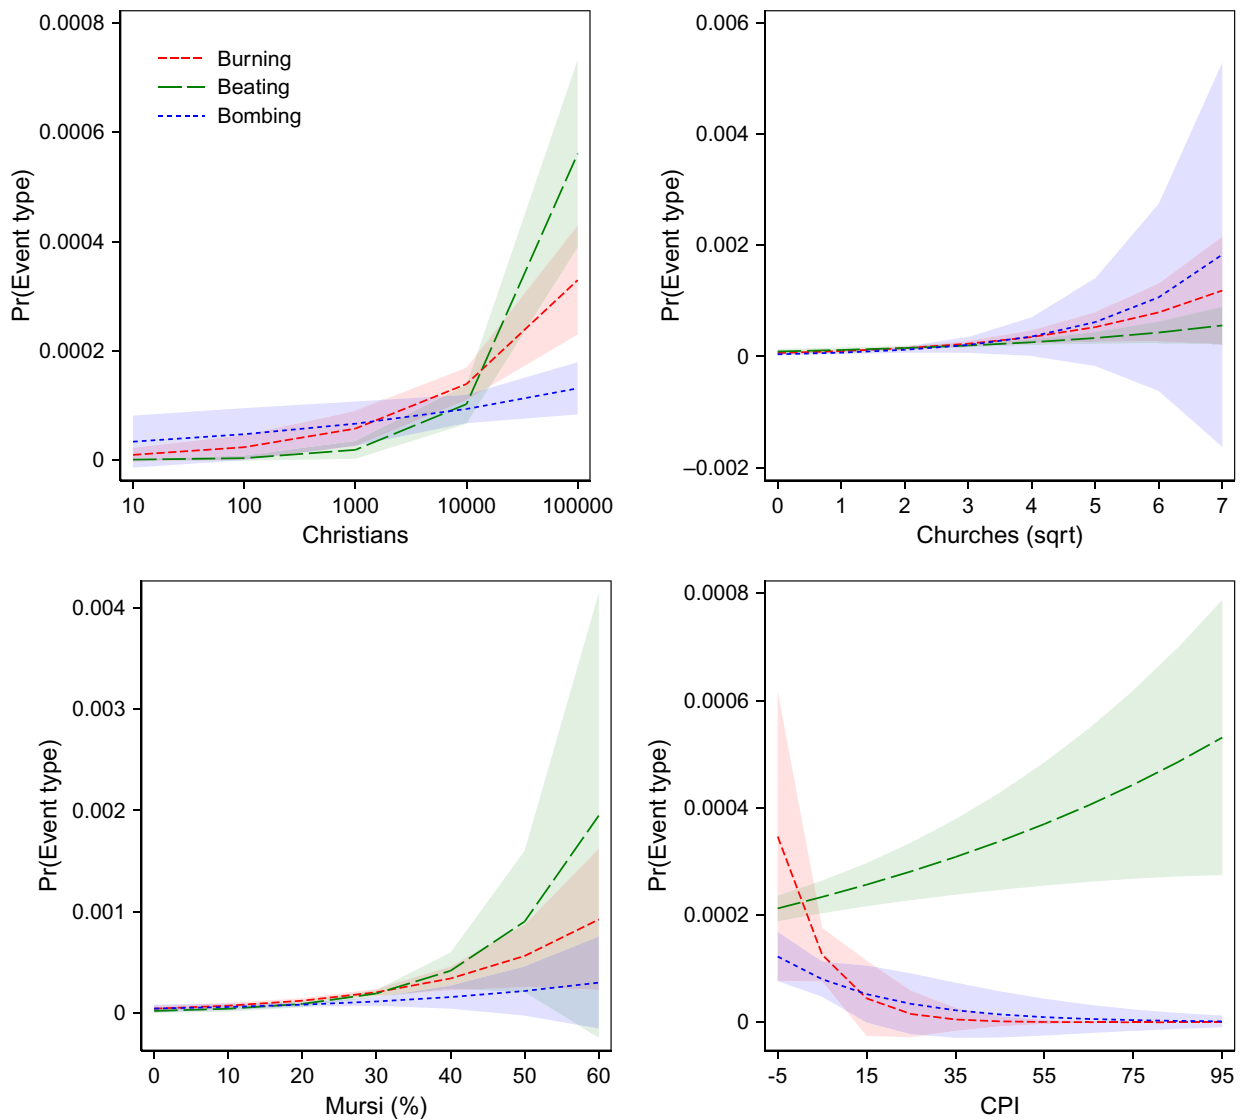 0.0008
0.0006
0.0004
0.0002
0
Pr(Event type)
Burning
Beating
Bombing
10 100 1000 10000 100000
Christians
0.006
0.004
0.002
0
–0.002
Pr(Event type)
0 1 2 3 4 5 6 7
Churches (sqrt)
0.004
0.003
0.002
0.001
0
Pr(Event type)
0 10 20 30 40 50 60
Mursi (%)
0.0008
0.0006
0.0004
0.0002
0
Pr(Event type)
-5 15 35 55 75 95
CPI